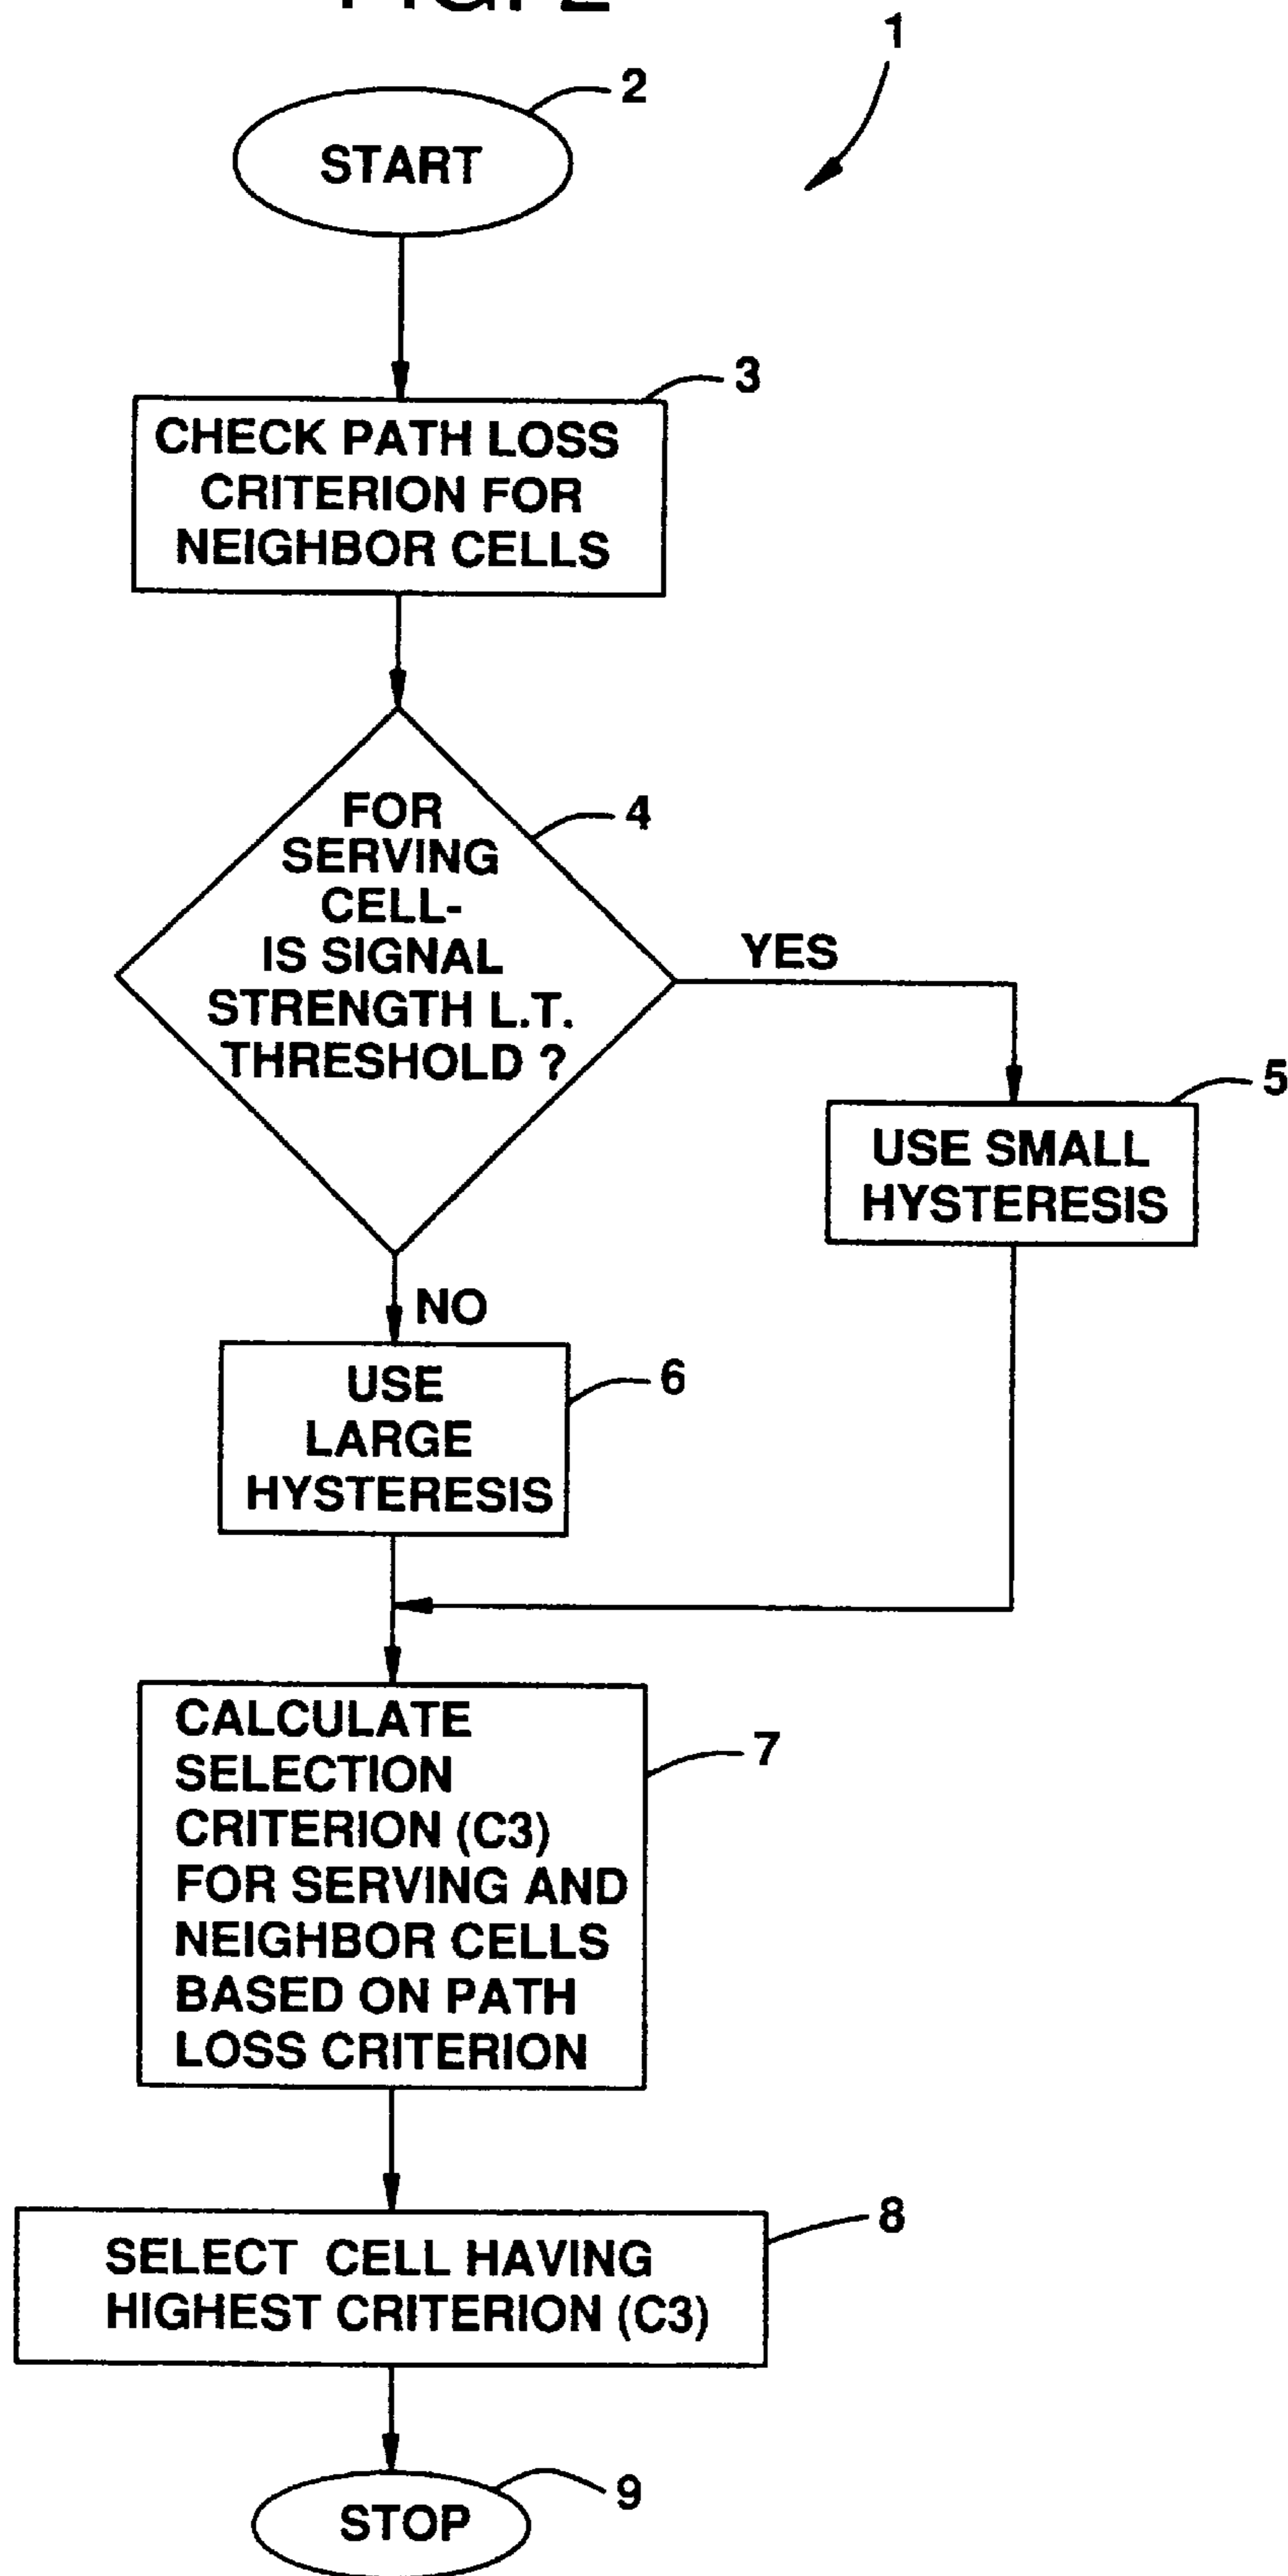 FIG. 2
1
2
START
3
CHECK PATH LOSS
CRITERION FOR
NEIGHBOR CELLS
4
FOR
SERVING
CELL-
IS SIGNAL
STRENGTH L.T.
THRESHOLD ?
YES
5
USE SMALL
HYSTERESIS
NO
6
USE
LARGE
HYSTERESIS
7
CALCULATE
SELECTION
CRITERION (C3)
FOR SERVING AND
NEIGHBOR CELLS
BASED ON PATH
LOSS CRITERION
8
SELECT CELL HAVING
HIGHEST CRITERION (C3)
9
STOP